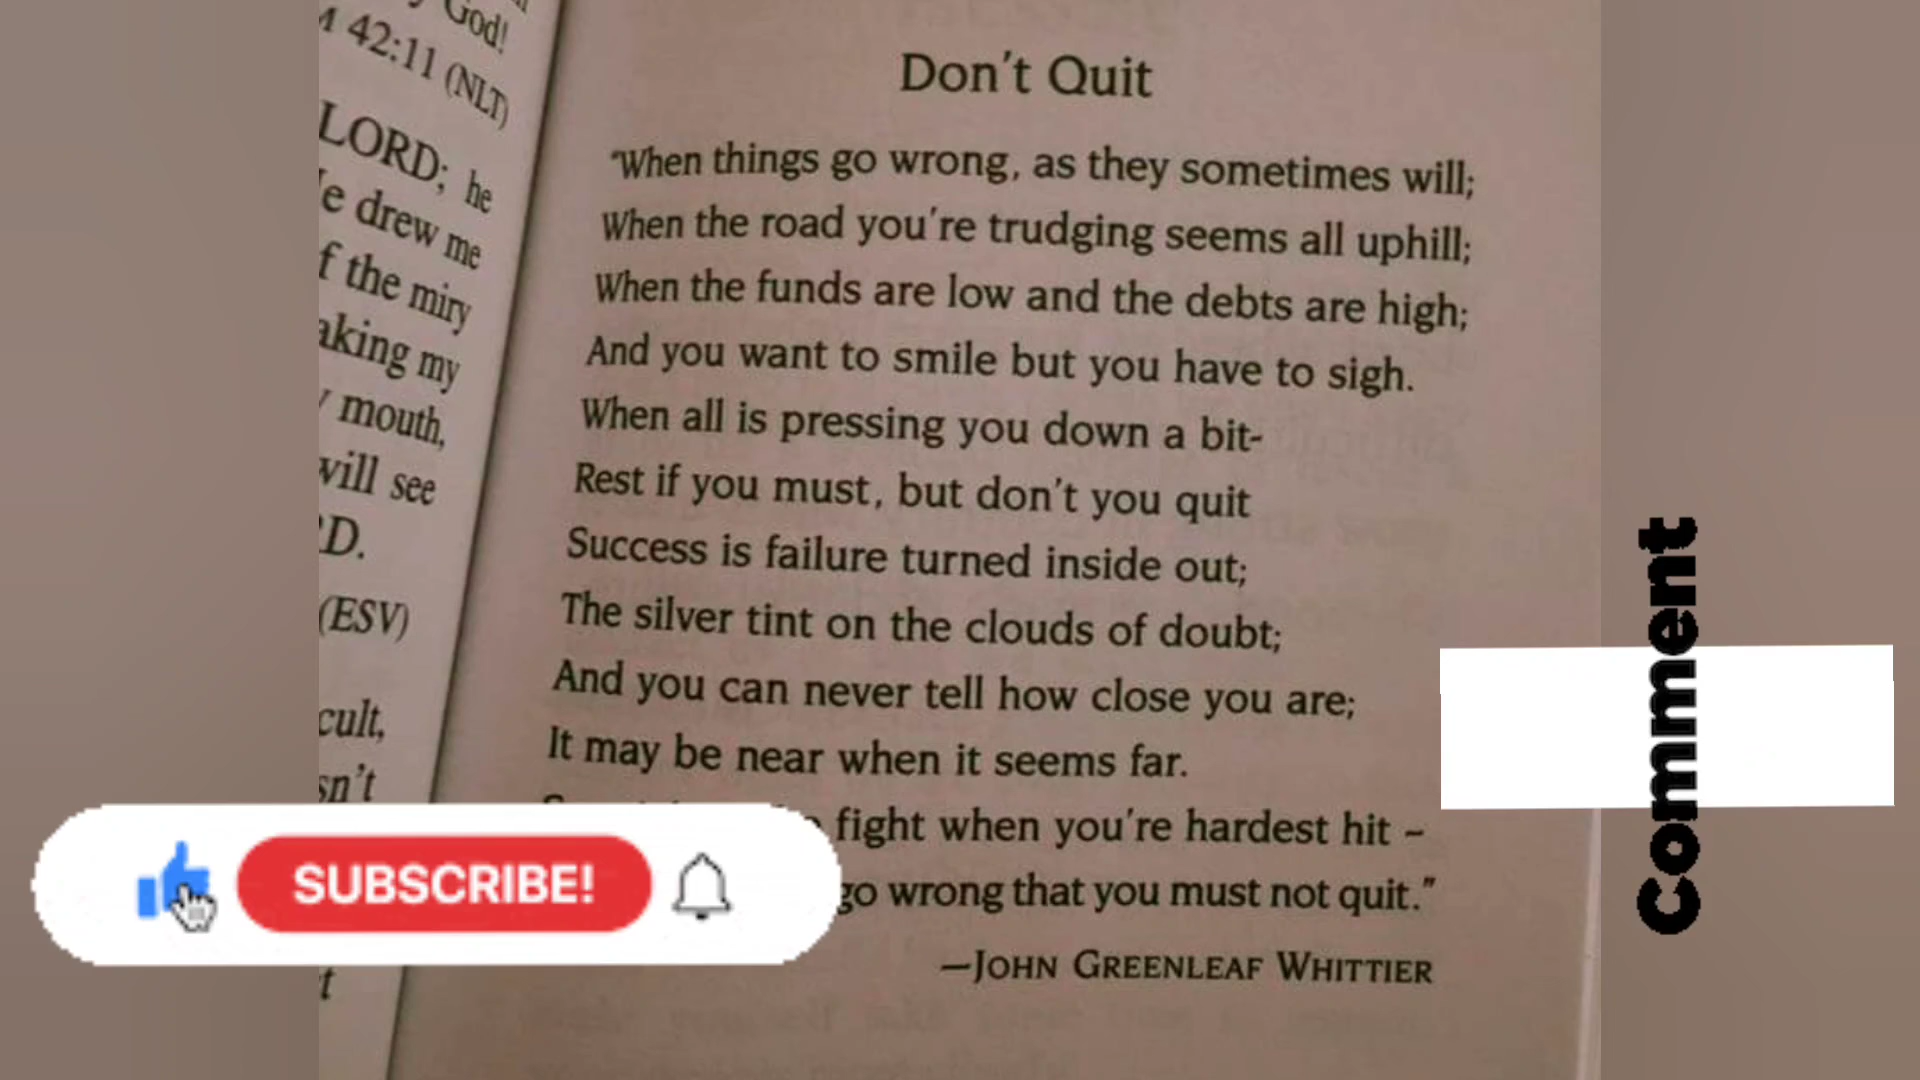 God!
42:11 (NLT)
LORD; he
drew me
the miry
my
mouth,
see
(ESV)
Don't Quit
"When things go wrong, as they sometimes will;
When the road you're trudging seems all uphill;
When the funds are low and the debts are high;
And you want to smile but you have to sigh.
When all is pressing you down a bit-
Rest if you must, but don't you quit
Success is failure turned inside out;
The silver tint on the clouds of doubt;
And you can never tell how close you are;
It may be near when it seems far.
fight when you're hardest hit –
go wrong that you must not quit."
—JOHN GREENLEAF WHITTIER
SUBSCRIBE!
Comment